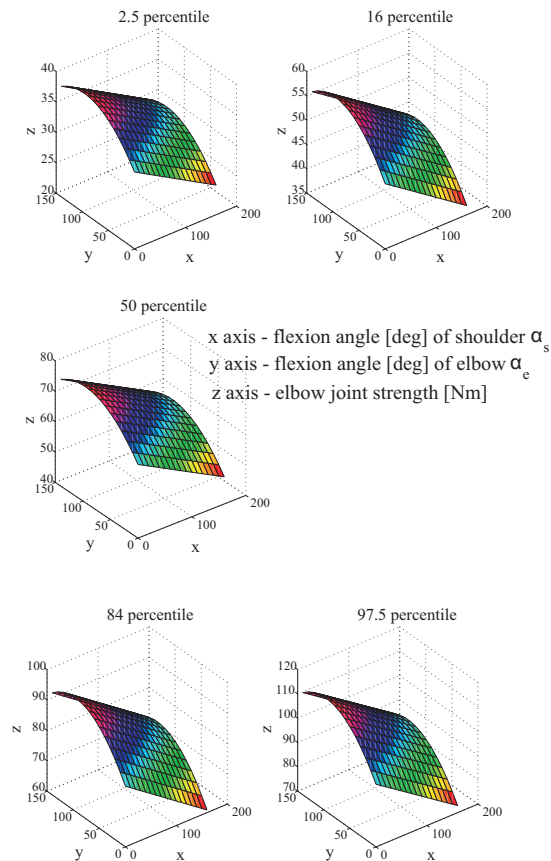 2.5 percentile
16 percentile
40
35
30
25
20
z
150
100
50
0
y
0
100
200
x
60
55
50
45
40
35
z
150
100
50
0
y
0
100
200
x
50 percentile
80
70
60
50
40
z
150
100
50
0
y
0
100
200
x
x axis - flexion angle [deg] of shoulder αs
y axis - flexion angle [deg] of elbow αe
z axis - elbow joint strength [Nm]
84 percentile
97.5 percentile
100
90
80
70
60
z
150
100
50
0
y
0
100
200
x
120
110
100
90
80
70
z
150
100
50
0
y
0
100
200
x